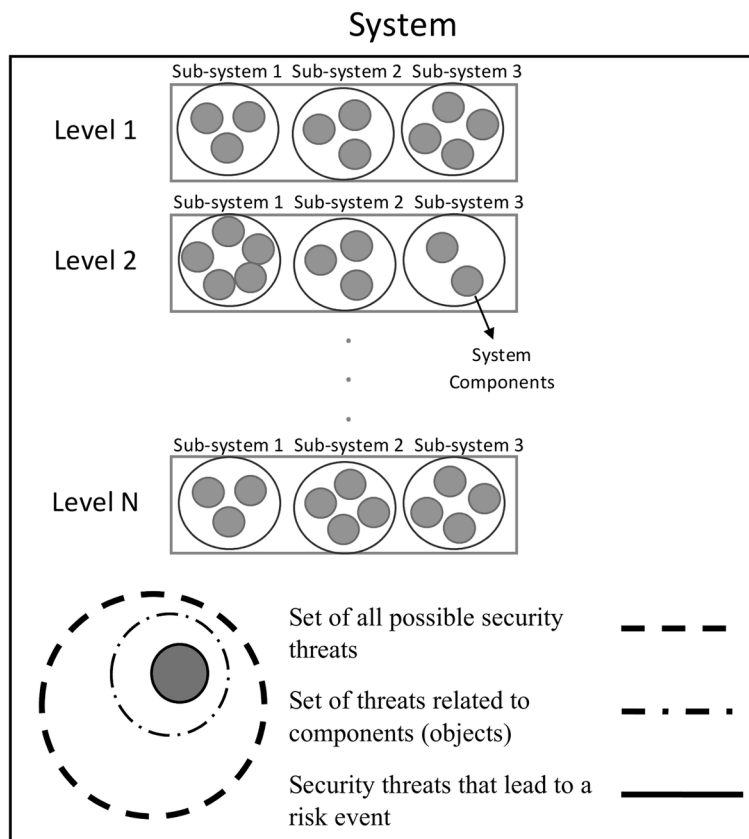 System
Sub-system 1 Sub-system 2 Sub-system 3
Level 1
Sub-system 1 Sub-system 2 Sub-system 3
Level 2
System
Components
Sub-system 1 Sub-system 2 Sub-system 3
Level N
Set of all possible security
threats
Set of threats related to
components (objects)
Security threats that lead to a
risk event